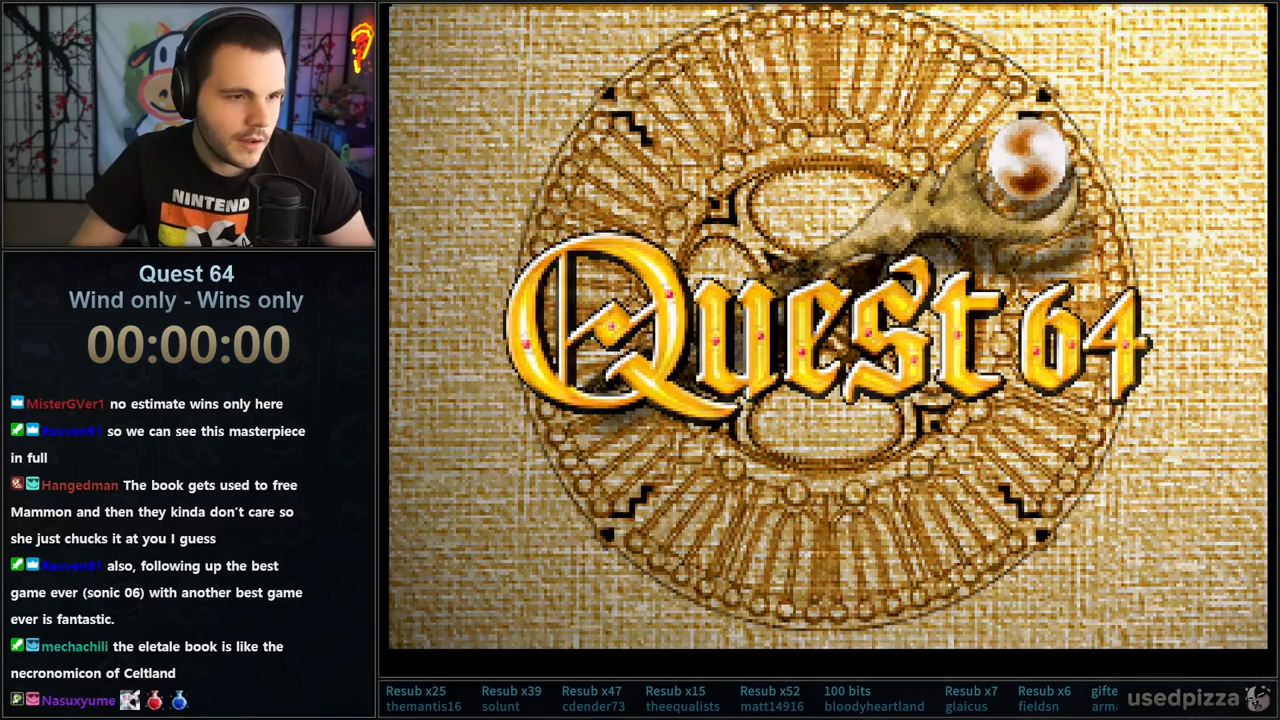 NINTEND
Quest 64
Quest 64
Wind only - Wins only
00:00:00
MisterGVer1 no estimate wins only here
Revven91 so we can see this masterpiece
in full
Hangedman The book gets used to free
Mammon and then they kinda don't care so
she just chucks it at you I guess
Revven91 also, following up the best
game ever (sonic 06) with another best game
ever is fantastic.
mechachili the eletale book is like the
necronomicon of Celtland
Nasuxyume
Resub x25 Resub x39 Resub x47 Resub x15 Resub x52 100 bits Resub x7 Resub x6 gifte
themantis16 solunt cdender73 theequalists matt14916 bloodyheartland glaicus fieldsn arm
usedpizza